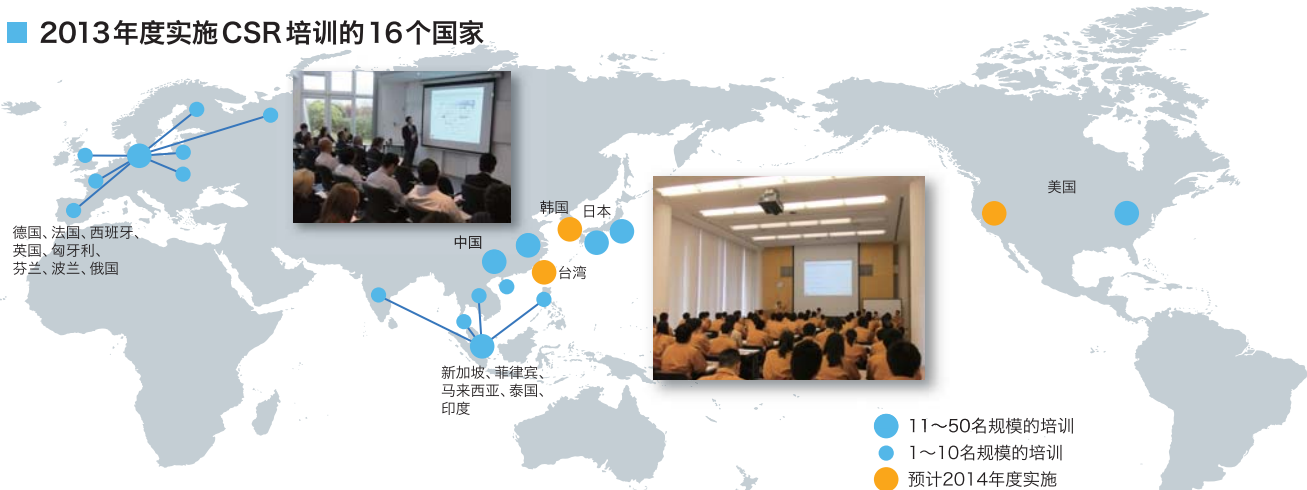 2013年度实施CSR培训的16个国家
德国、法国、西班牙、
英国、匈牙利、
芬兰、波兰、俄国
中国
韩国
日本
台湾
新加坡、菲律宾、
马来西亚、泰国、
印度
美国
11～50名规模的培训
1～10名规模的培训
预计2014年度实施